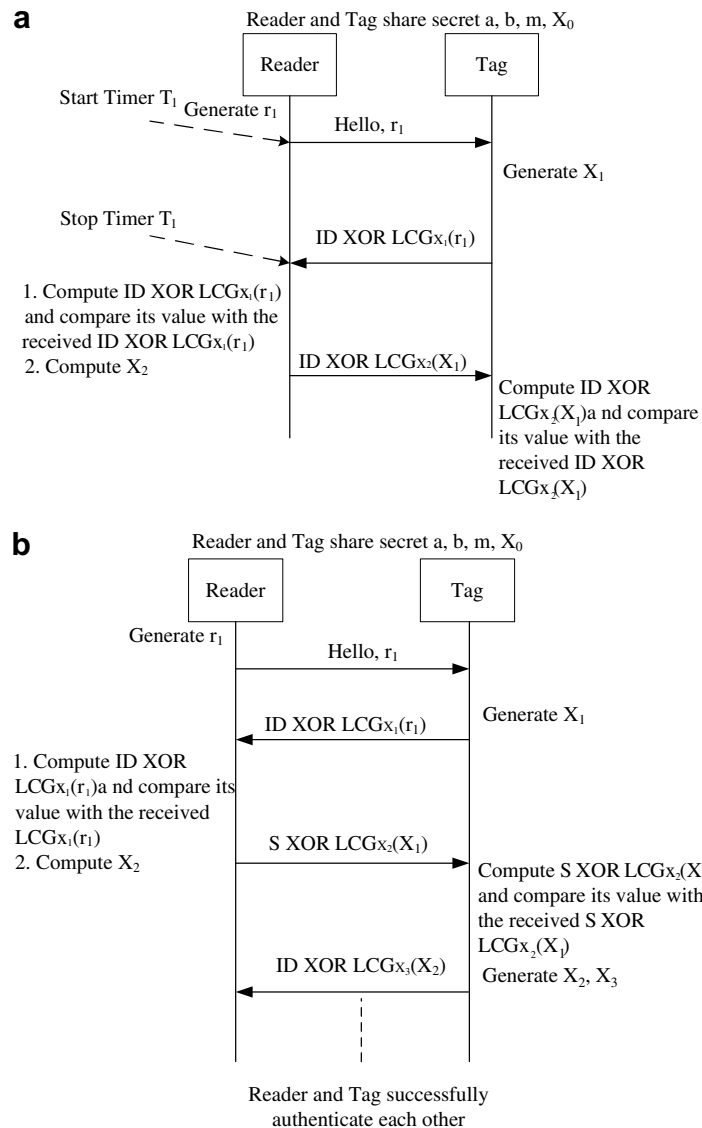 a
Reader and Tag share secret a, b, m, X₀
Reader
Tag
Start Timer T₁
Generate r₁
Hello, r₁
Generate X₁
Stop Timer T₁
ID XOR LCGx₁(r₁)
1. Compute ID XOR LCGx₁(r₁)
and compare its value with the
received ID XOR LCGx₁(r₁)
2. Compute X₂
ID XOR LCGx₂(X₁)
Compute ID XOR
LCGx₂(X₁)a nd compare
its value with the
received ID XOR
LCGx₂(X₁)
b
Reader and Tag share secret a, b, m, X₀
Reader
Tag
Generate r₁
Hello, r₁
Generate X₁
ID XOR LCGx₁(r₁)
1. Compute ID XOR
LCGx₁(r₁)a nd compare its
value with the received
LCGx₁(r₁)
2. Compute X₂
S XOR LCGx₂(X₁)
Compute S XOR LCGx₂(X
and compare its value with
the received S XOR
LCGx₂(X₁)
ID XOR LCGx₃(X₂)
Generate X₂, X₃
Reader and Tag successfully
authenticate each other